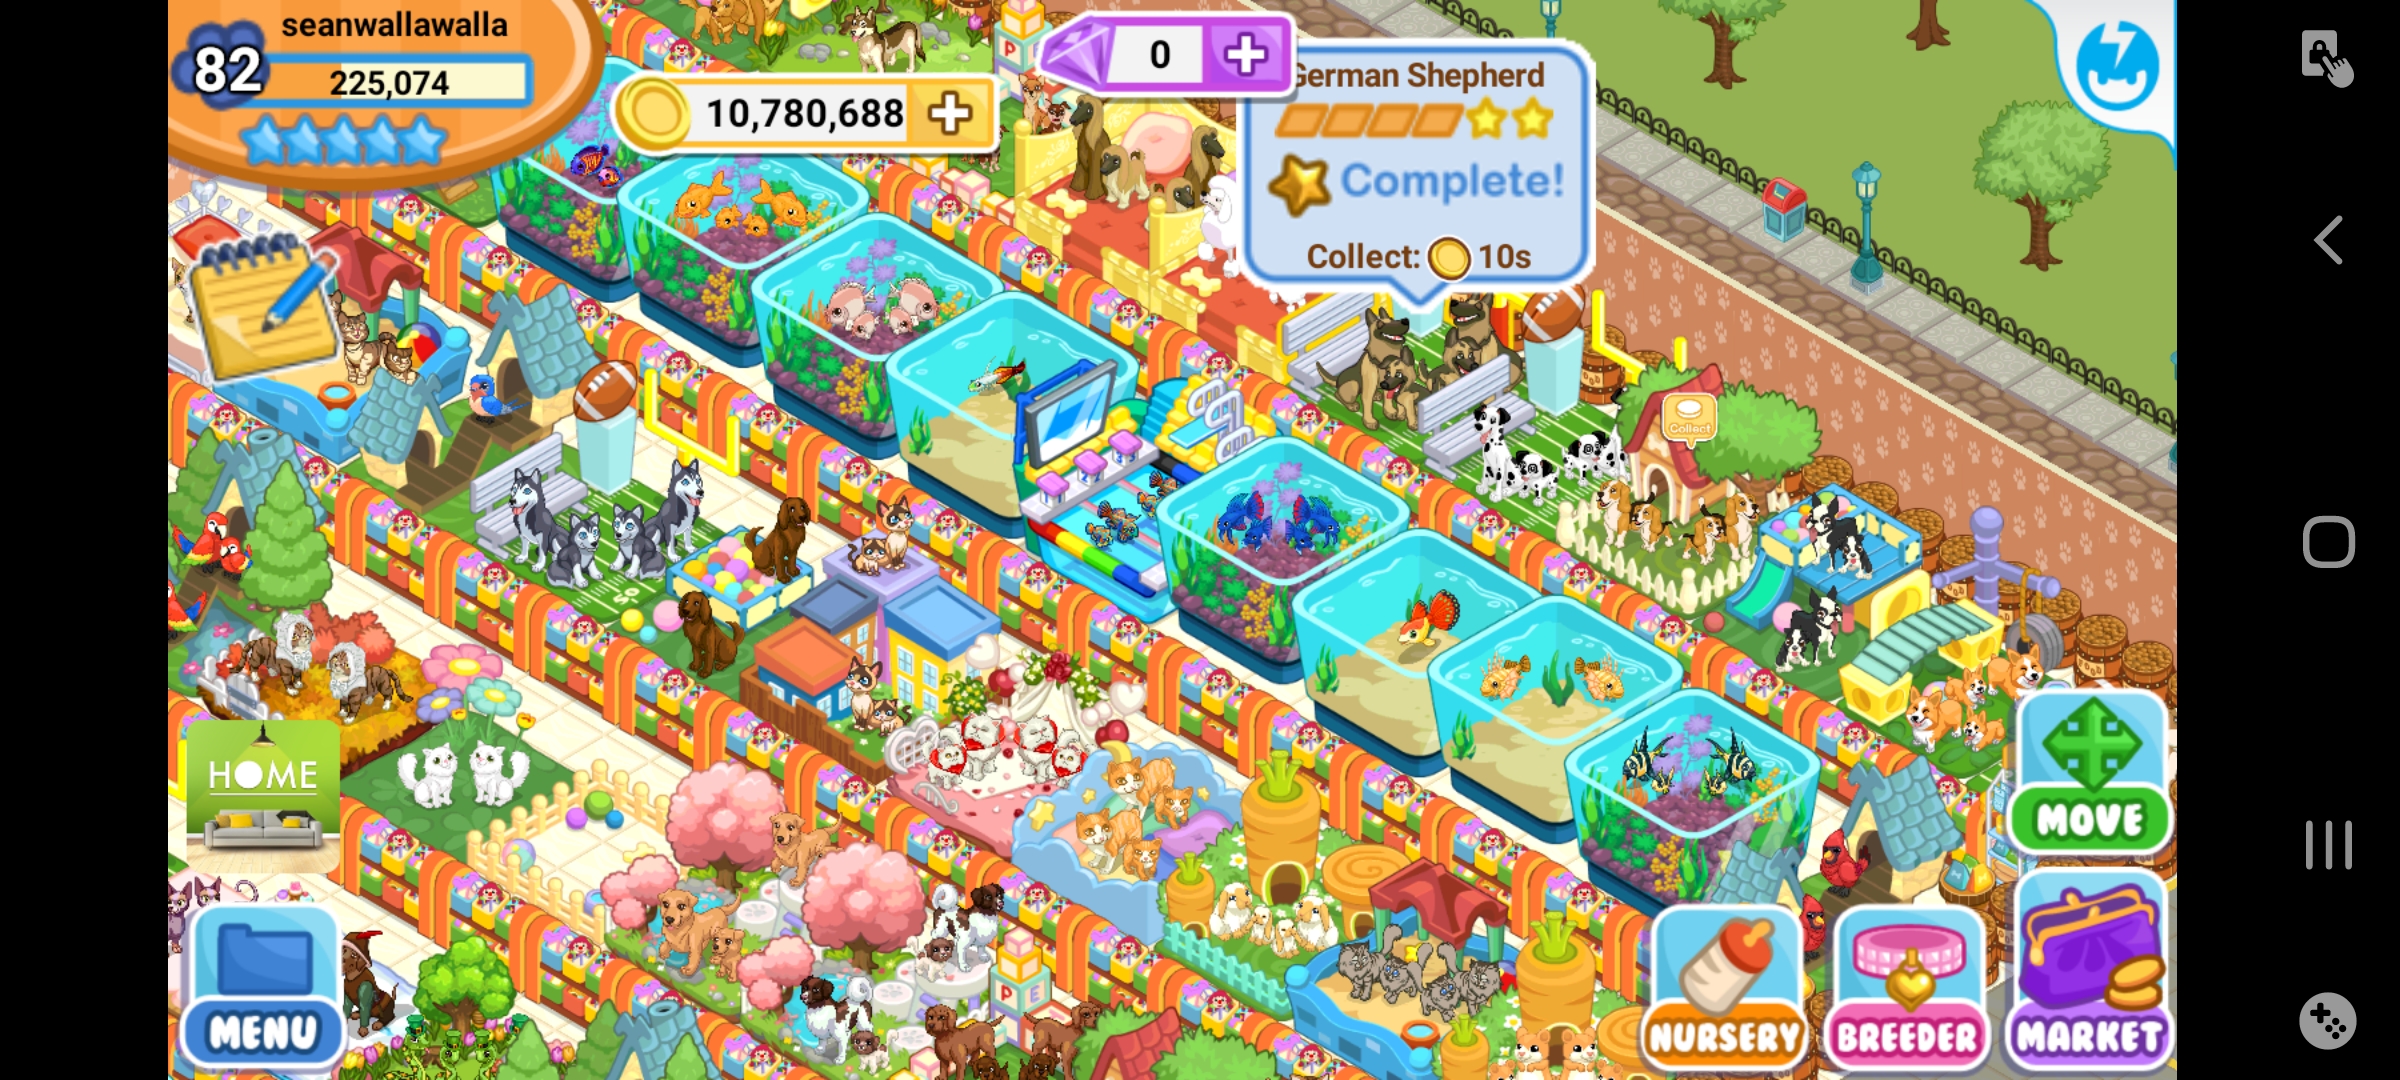 seanwallawalla
82
225,074
10,780,688
0
German Shepherd
Complete!
Collect: 10s
Collect
50
HOME
MENU
P
P E
MOVE
NURSERY
BREEDER
MARKET